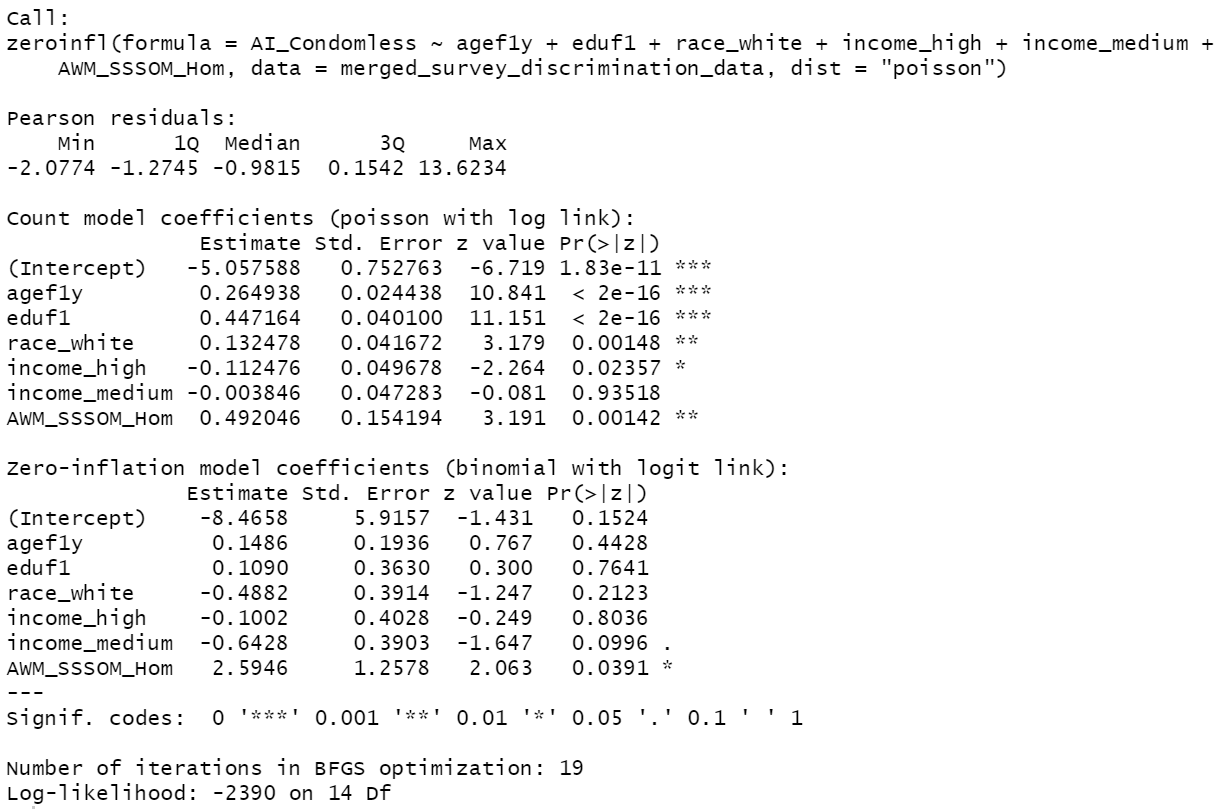 Call:
zeroinfl(formula = AI_Condomless ~ agef1y + eduf1 + race_white + income_high + income_medium +
    AWM_SSSOM_Hom, data = merged_survey_discrimination_data, dist = "poisson")

Pearson residuals:
    Min      1Q  Median      3Q     Max
-2.0774 -1.2745 -0.9815  0.1542 13.6234

Count model coefficients (poisson with log link):
               Estimate Std. Error z value Pr(>|z|)
(Intercept)   -5.057588   0.752763  -6.719 1.83e-11 ***
agef1y         0.264938   0.024438  10.841  < 2e-16 ***
eduf1          0.447164   0.040100  11.151  < 2e-16 ***
race_white     0.132478   0.041672   3.179  0.00148 **
income_high   -0.112476   0.049678  -2.264  0.02357 *
income_medium -0.003846   0.047283  -0.081  0.93518
AWM_SSSOM_Hom  0.492046   0.154194   3.191  0.00142 **

Zero-inflation model coefficients (binomial with logit link):
              Estimate Std. Error z value Pr(>|z|)
(Intercept)    -8.4658     5.9157  -1.431   0.1524
agef1y          0.1486     0.1936   0.767   0.4428
eduf1           0.1090     0.3630   0.300   0.7641
race_white     -0.4882     0.3914  -1.247   0.2123
income_high    -0.1002     0.4028  -0.249   0.8036
income_medium  -0.6428     0.3903  -1.647   0.0996 .
AWM_SSSOM_Hom   2.5946     1.2578   2.063   0.0391 *
---
Signif. codes:  0 '***' 0.001 '**' 0.01 '*' 0.05 '.' 0.1 ' ' 1

Number of iterations in BFGS optimization: 19
Log-likelihood: -2390 on 14 Df